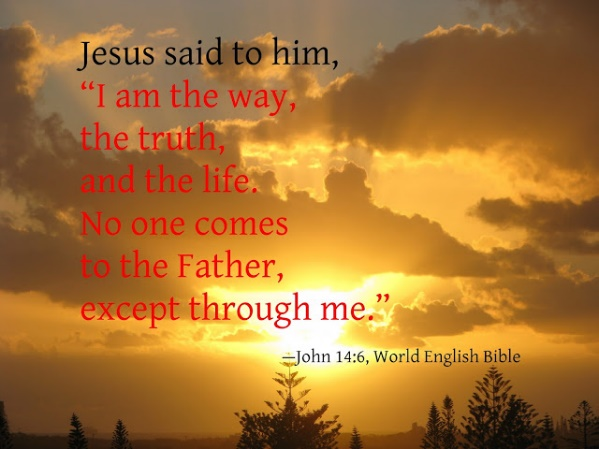 Jesus said to him,
“I am the way,
the truth,
and the life.
No one comes
to the Father,
except through me.”
—John 14:6, World English Bible